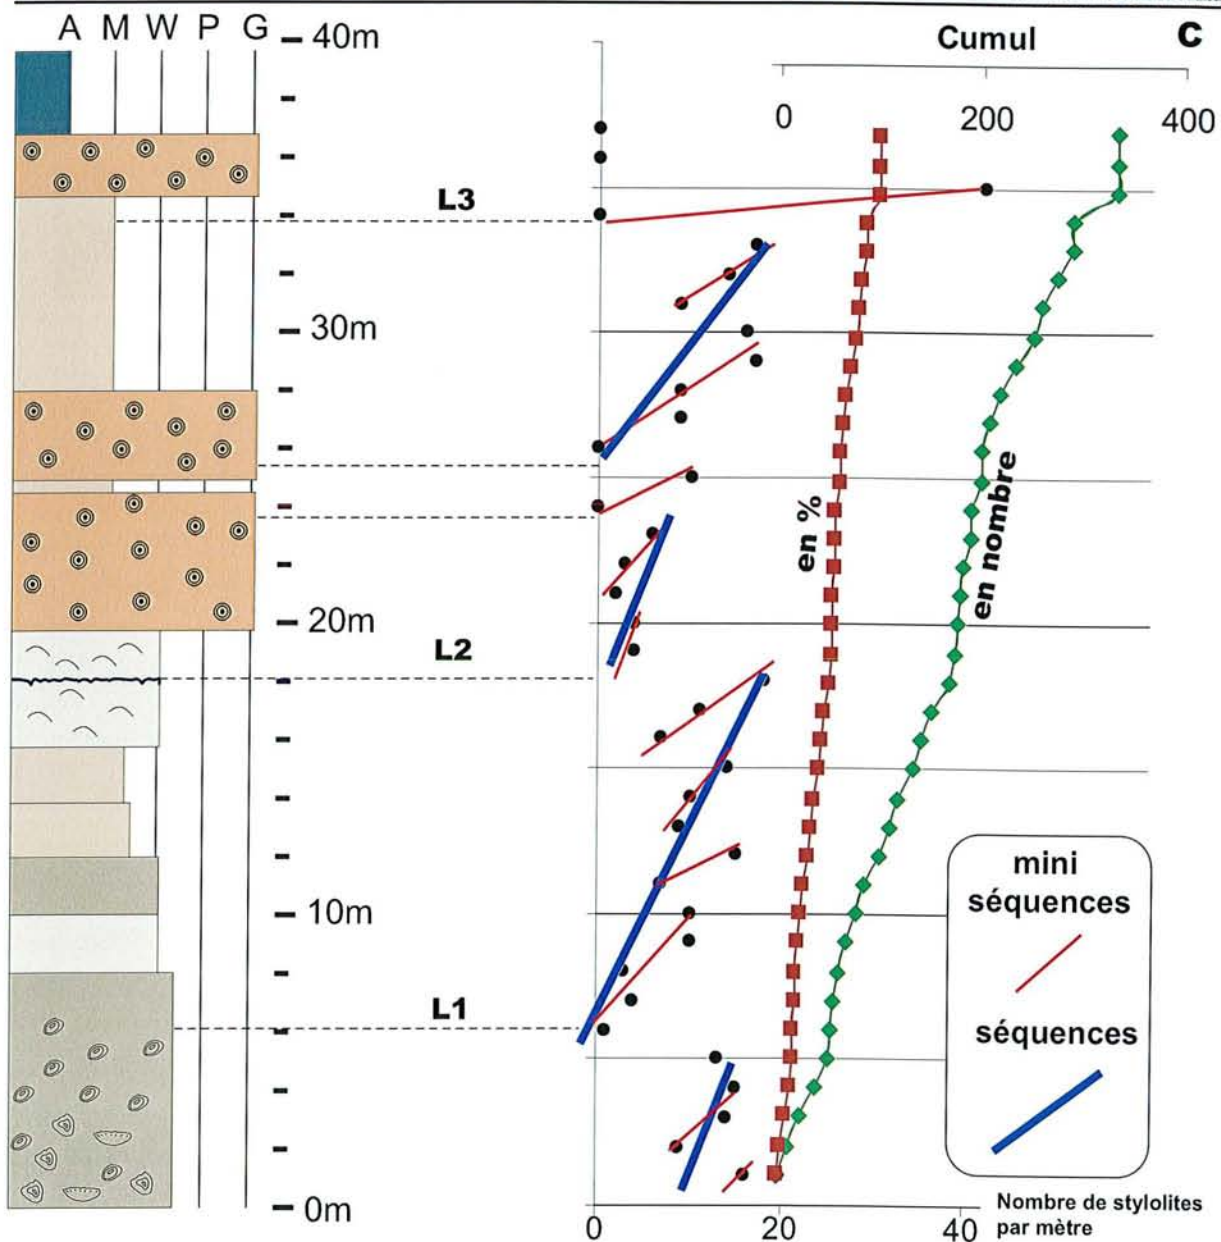 A M W P G
40m
Cumul
C
0 200 400
L3
30m
en %
en nombre
20m
L2
mini
séquences
10m
séquences
L1
0m
0 20 40
Nombre de stylolites
par mètre